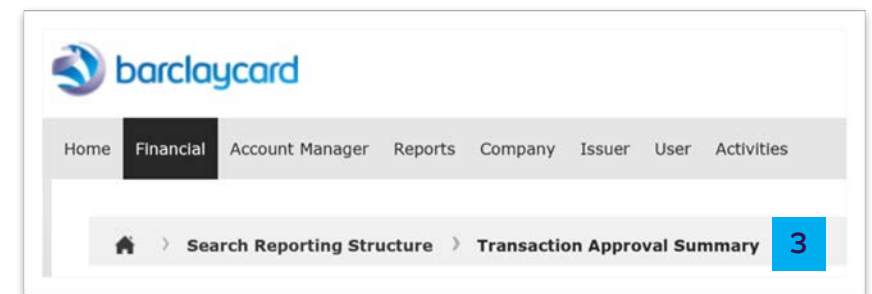 barclaycard
Home Financial Account Manager Reports Company Issuer User Activities
Search Reporting Structure > Transaction Approval Summary 3